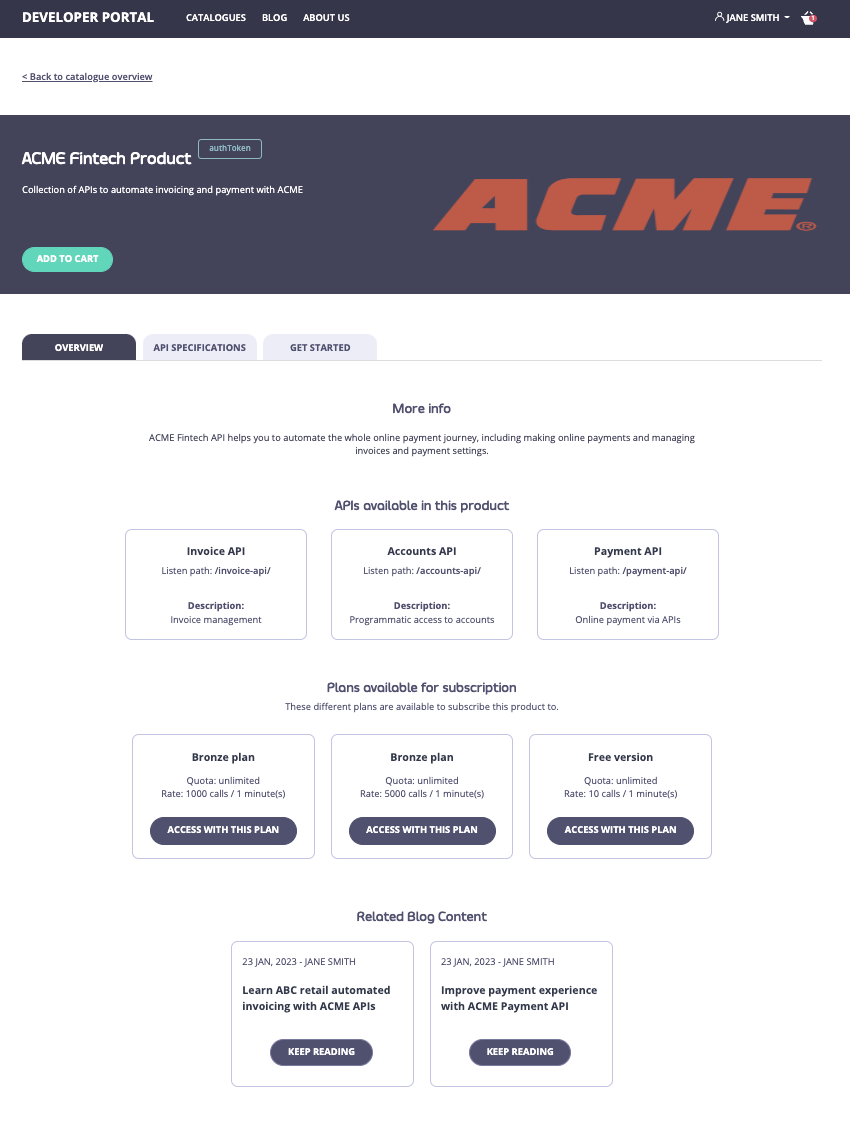 DEVELOPER PORTAL CATALOGUES BLOG ABOUT US JANE SMITH 1
< Back to catalogue overview
ACME Fintech Product authToken
Collection of APIs to automate invoicing and payment with ACME
ACME®
ADD TO CART
OVERVIEW API SPECIFICATIONS GET STARTED
More info
ACME Fintech API helps you to automate the whole online payment journey, including making online payments and managing
invoices and payment settings.
APIs available in this product
Invoice API
Listen path: /invoice-api/
Description:
Invoice management
Accounts API
Listen path: /accounts-api/
Description:
Programmatic access to accounts
Payment API
Listen path: /payment-api/
Description:
Online payment via APIs
Plans available for subscription
These different plans are available to subscribe this product to.
Bronze plan
Quota: unlimited
Rate: 1000 calls / 1 minute(s)
ACCESS WITH THIS PLAN
Bronze plan
Quota: unlimited
Rate: 5000 calls / 1 minute(s)
ACCESS WITH THIS PLAN
Free version
Quota: unlimited
Rate: 10 calls / 1 minute(s)
ACCESS WITH THIS PLAN
Related Blog Content
23 JAN, 2023 - JANE SMITH
Learn ABC retail automated
invoicing with ACME APIs
KEEP READING
23 JAN, 2023 - JANE SMITH
Improve payment experience
with ACME Payment API
KEEP READING